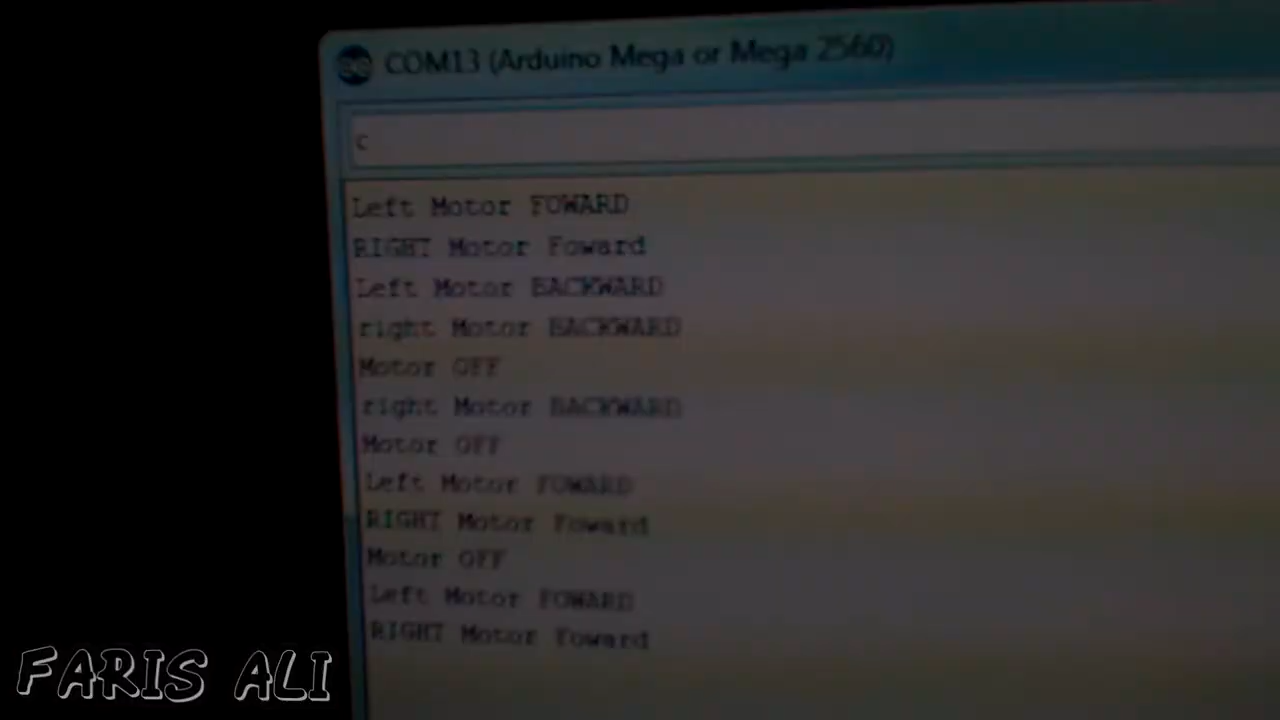 COM13 (Arduino Mega or Mega 2560)
c
Left Motor FOWARD
RIGHT Motor Foward
Left Motor BACKWARD
right Motor BACKWARD
Motor OFF
right Motor BACKWARD
Motor OFF
Left Motor FOWARD
RIGHT Motor Foward
Motor OFF
Left Motor FOWARD
RIGHT Motor Foward
FARIS ALI